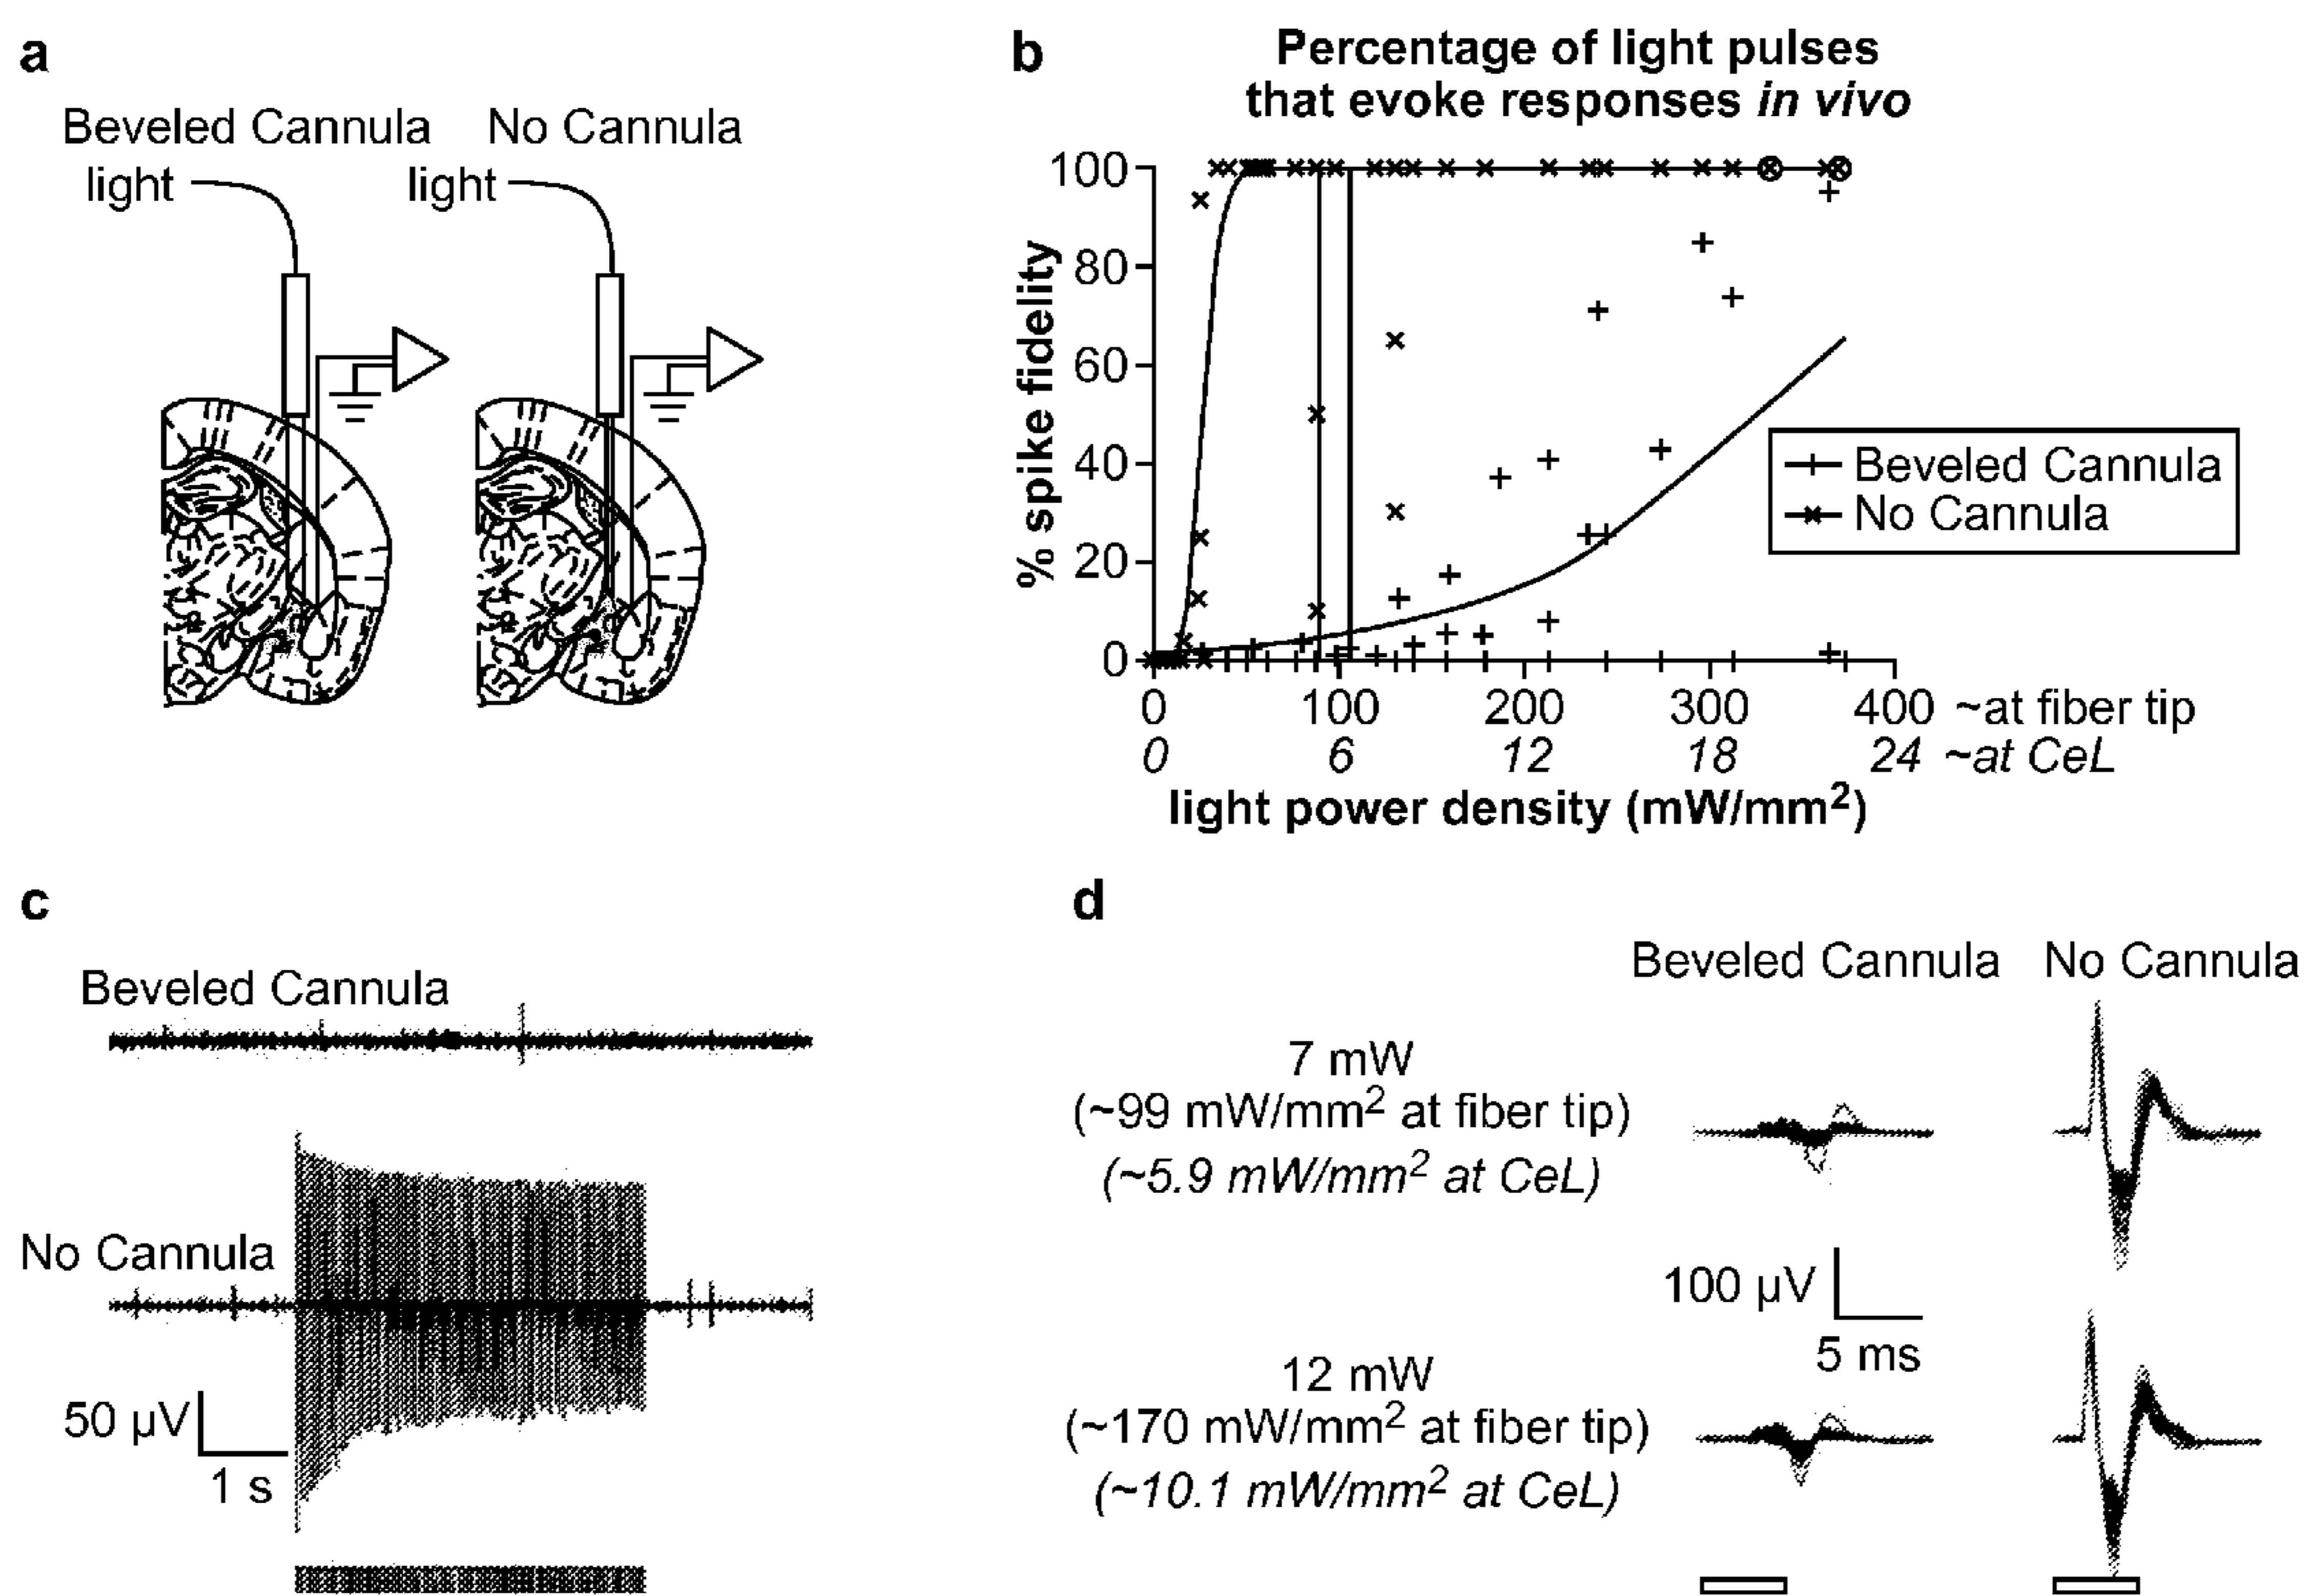 a
Beveled Cannula No Cannula
light light
b
Percentage of light pulses
that evoke responses in vivo
% spike fidelity
100
80
60
40
20
0
0 100 200 300 400 ~at fiber tip
0 6 12 18 24 ~at CeL
light power density (mW/mm²)
Beveled Cannula
No Cannula
c
Beveled Cannula
No Cannula
50 µV
1 s
d
Beveled Cannula No Cannula
7 mW
(~99 mW/mm² at fiber tip)
(~5.9 mW/mm² at CeL)
100 µV
5 ms
12 mW
(~170 mW/mm² at fiber tip)
(~10.1 mW/mm² at CeL)